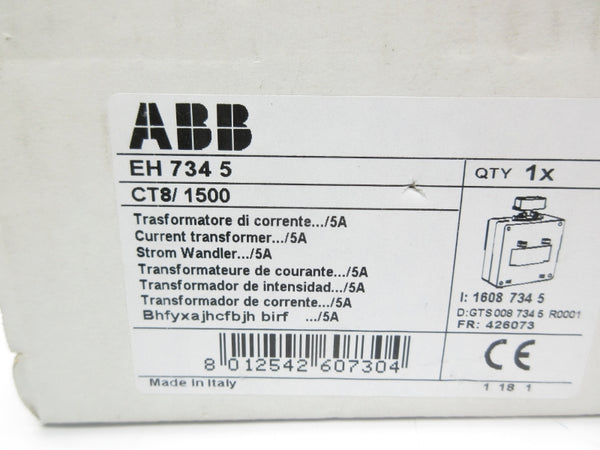 ABB
EH 734 5
QTY 1x
CT8/ 1500
Trasformatore di corrente.../5A
Current transformer.../5A
Strom Wandler.../5A
Transformateure de courante.../5A
Transformador de intensidad.../5A
Transformador de corrente.../5A
Bhfyxajhcfbjh birf .../5A
I: 1608 734 5
D:GTS 008 734 5 R0001
FR: 426073
8 012542 607304
CE
Made in Italy
1 18 1